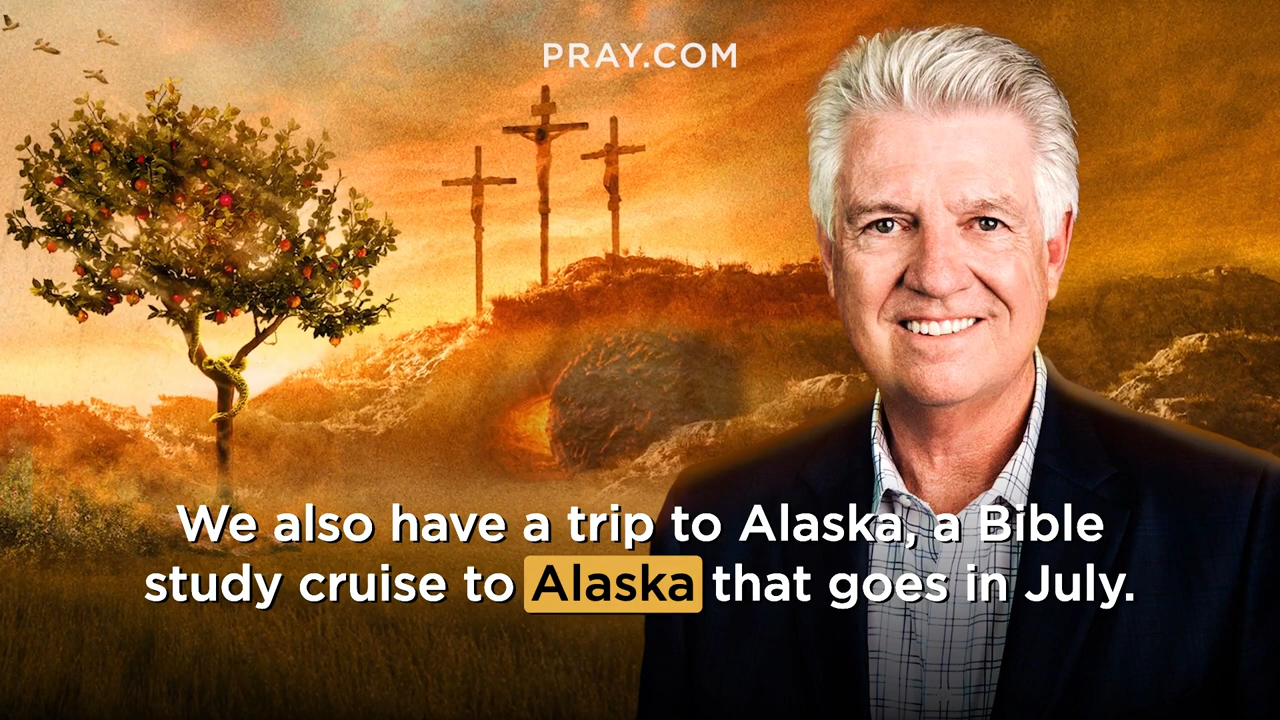 PRAY.COM
We also have a trip to Alaska, a Bible
study cruise to Alaska that goes in July.